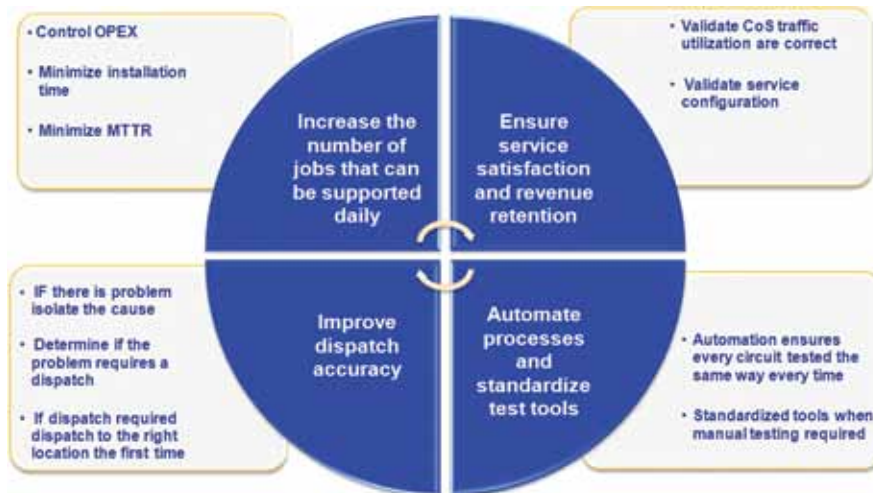 • Control OPEX
• Minimize installation
time
• Minimize MTTR
Increase the
number of
jobs that can
be supported
daily
Ensure
service
satisfaction
and revenue
retention
• Validate CoS traffic
utilization are correct
• Validate service
configuration
• IF there is problem
isolate the cause
• Determine if the
problem requires a
dispatch
• If dispatch required
dispatch to the right
location the first time
Improve
dispatch
accuracy
Automate
processes
and
standardize
test tools
• Automation ensures
every circuit tested the
same way every time
• Standardized tools when
manual testing required